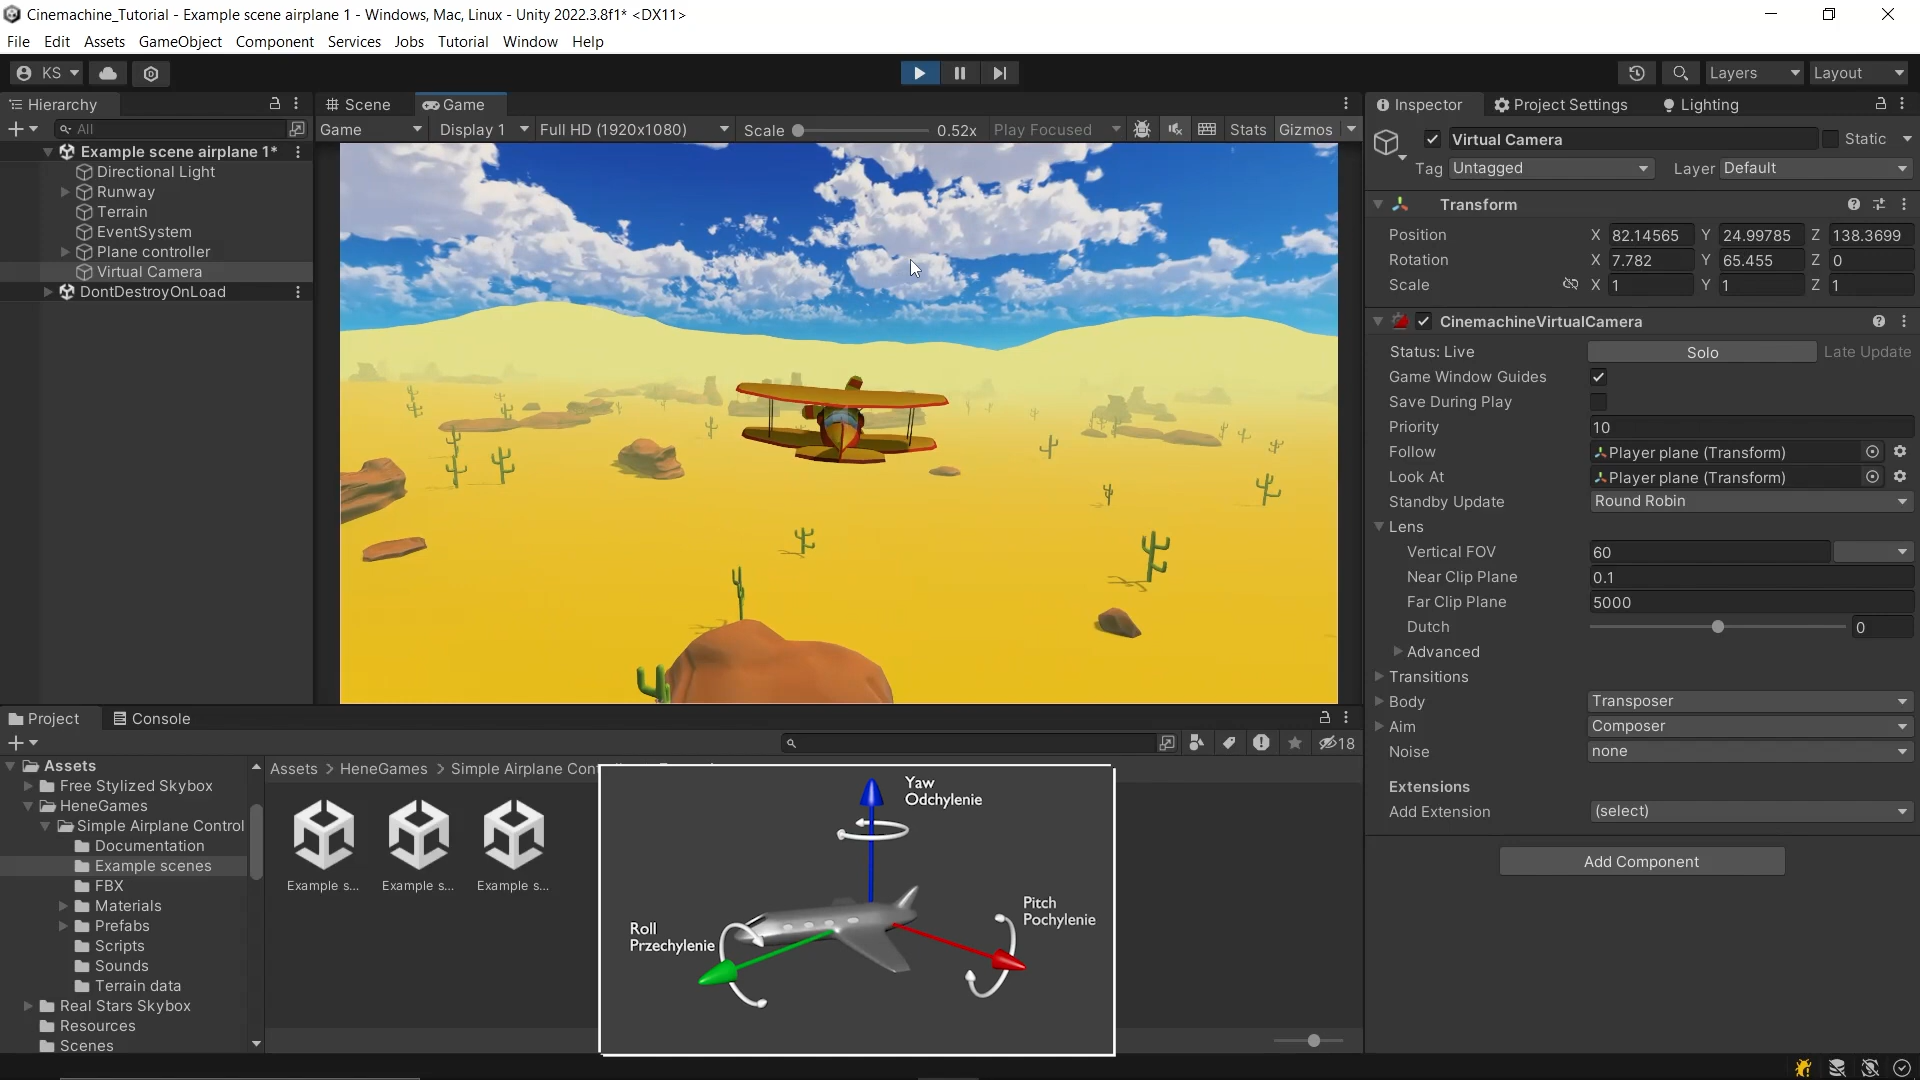 Cinemachine_Tutorial - Example scene airplane 1 - Windows, Mac, Linux - Unity 2022.3.8f1* <DX11>
File Edit Assets GameObject Component Services Jobs Tutorial Window Help
KS
Layers
Layout
Hierarchy
All
Example scene airplane 1*
Directional Light
Runway
Terrain
EventSystem
Plane controller
Virtual Camera
DontDestroyOnLoad
Scene
Game
Game
Display 1
Full HD (1920x1080)
Scale
0.52x
Play Focused
Stats
Gizmos
Inspector
Project Settings
Lighting
Virtual Camera
Static
Tag
Untagged
Layer
Default
Transform
Position X 82.14565 Y 24.99785 Z 138.3699
Rotation X 7.782 Y 65.455 Z 0
Scale X 1 Y 1 Z 1
CinemachineVirtualCamera
Status: Live Solo Late Update
Game Window Guides
Save During Play
Priority 10
Follow Player plane (Transform)
Look At Player plane (Transform)
Standby Update Round Robin
Lens
Vertical FOV 60
Near Clip Plane 0.1
Far Clip Plane 5000
Dutch 0
Advanced
Transitions
Body Transposer
Aim Composer
Noise none
Extensions
Add Extension (select)
Add Component
Project
Console
18
Assets
Free Stylized Skybox
HeneGames
Simple Airplane Control
Documentation
Example scenes
FBX
Materials
Prefabs
Scripts
Sounds
Terrain data
Real Stars Skybox
Resources
Scenes
Assets > HeneGames > Simple Airplane Con
Example s...
Example s...
Example s...
Yaw
Odchylenie
Roll
Przechylenie
Pitch
Pochylenie